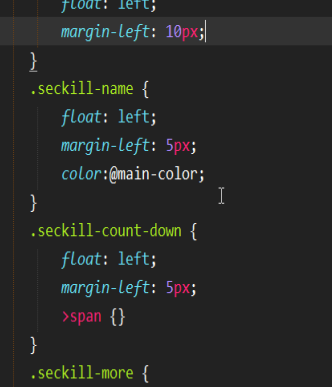 float: left;
margin-left: 10px;
}
.seckill-name {
float: left;
margin-left: 5px;
color:@main-color;
}
.seckill-count-down {
float: left;
margin-left: 5px;
>span {}
}
.seckill-more {